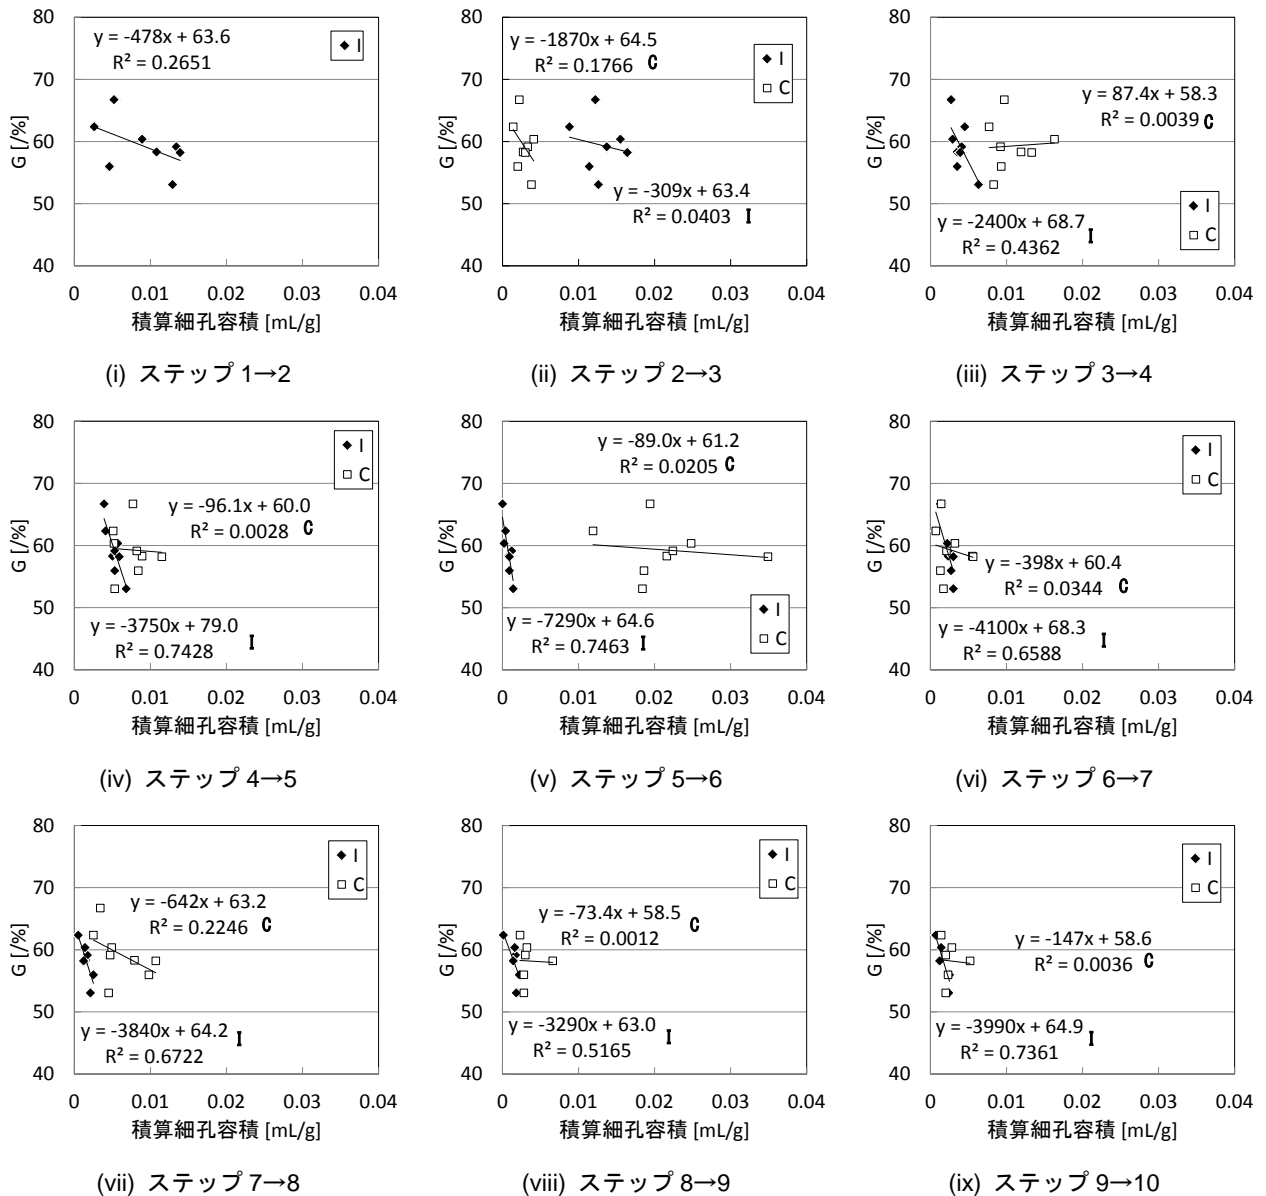 80
70
60
50
40
G [/%]
y = -478x + 63.6
R² = 0.2651
I
0 0.01 0.02 0.03 0.04
積算細孔容積 [mL/g]
(i) ステップ 1→2
80
70
60
50
40
G [/%]
y = -1870x + 64.5
R² = 0.1766 C
I
C
y = -309x + 63.4
R² = 0.0403 I
0 0.01 0.02 0.03 0.04
積算細孔容積 [mL/g]
(ii) ステップ 2→3
80
70
60
50
40
G [/%]
y = 87.4x + 58.3
R² = 0.0039 C
I
C
y = -2400x + 68.7
R² = 0.4362 I
0 0.01 0.02 0.03 0.04
積算細孔容積 [mL/g]
(iii) ステップ 3→4
80
70
60
50
40
G [/%]
I
C
y = -96.1x + 60.0
R² = 0.0028 C
y = -3750x + 79.0
R² = 0.7428 I
0 0.01 0.02 0.03 0.04
積算細孔容積 [mL/g]
(iv) ステップ 4→5
80
70
60
50
40
G [/%]
y = -89.0x + 61.2
R² = 0.0205 C
y = -7290x + 64.6
R² = 0.7463 I
I
C
0 0.01 0.02 0.03 0.04
積算細孔容積 [mL/g]
(v) ステップ 5→6
80
70
60
50
40
G [/%]
I
C
y = -398x + 60.4
R² = 0.0344 C
y = -4100x + 68.3
R² = 0.6588 I
0 0.01 0.02 0.03 0.04
積算細孔容積 [mL/g]
(vi) ステップ 6→7
80
70
60
50
40
G [/%]
I
C
y = -642x + 63.2
R² = 0.2246 C
y = -3840x + 64.2
R² = 0.6722 I
0 0.01 0.02 0.03 0.04
積算細孔容積 [mL/g]
(vii) ステップ 7→8
80
70
60
50
40
G [/%]
I
C
y = -73.4x + 58.5
R² = 0.0012 C
y = -3290x + 63.0
R² = 0.5165 I
0 0.01 0.02 0.03 0.04
積算細孔容積 [mL/g]
(viii) ステップ 8→9
80
70
60
50
40
G [/%]
I
C
y = -147x + 58.6
R² = 0.0036 C
y = -3990x + 64.9
R² = 0.7361 I
0 0.01 0.02 0.03 0.04
積算細孔容積 [mL/g]
(ix) ステップ 9→10